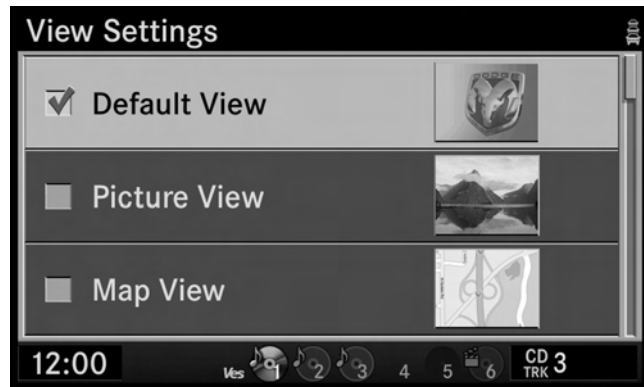 View Settings
Default View
Picture View
Map View
12:00 Ves 1 2 3 4 5 6 CD TRK 3